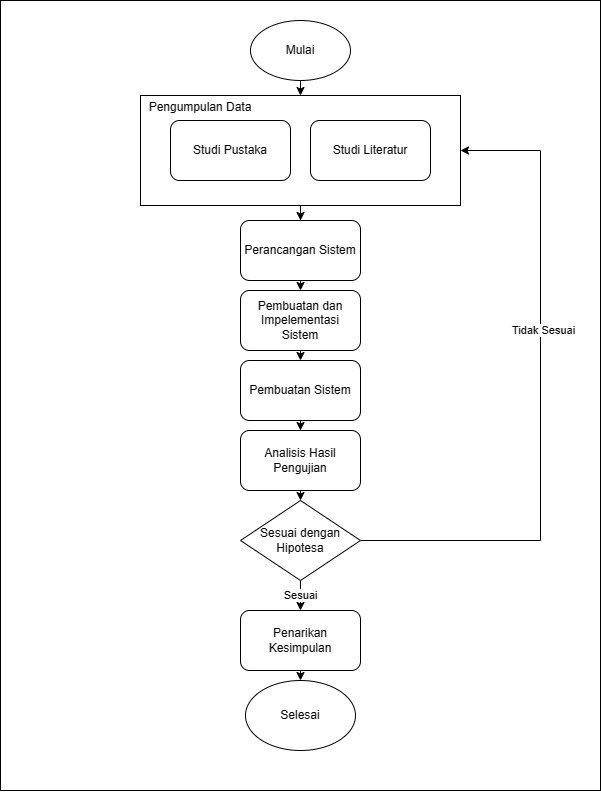 Mulai
Pengumpulan Data
Studi Pustaka
Studi Literatur
Perancangan Sistem
Pembuatan dan
Impelementasi
Sistem
Tidak Sesuai
Pembuatan Sistem
Analisis Hasil
Pengujian
Sesuai dengan
Hipotesa
Sesuai
Penarikan
Kesimpulan
Selesai